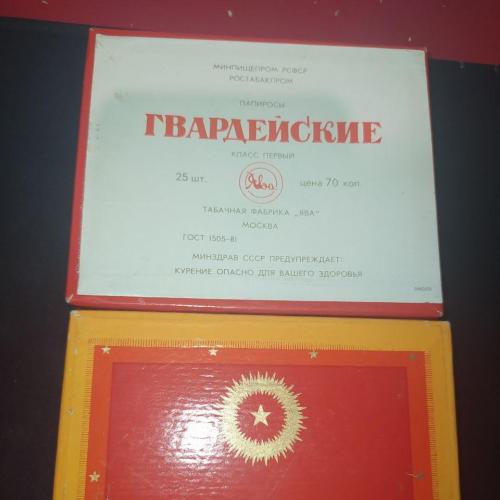 МИНПИЩЕПРОМ РСФСР
РОСТАБАКПРОМ
ПАПИРОСЫ
ГВАРДЕЙСКИЕ
КЛАСС ПЕРВЫЙ
25 шт. Ява цена 70 коп.
ТАБАЧНАЯ ФАБРИКА „ЯВА"
МОСКВА
ГОСТ 1505-81
МИНЗДРАВ СССР ПРЕДУПРЕЖДАЕТ:
КУРЕНИЕ ОПАСНО ДЛЯ ВАШЕГО ЗДОРОВЬЯ